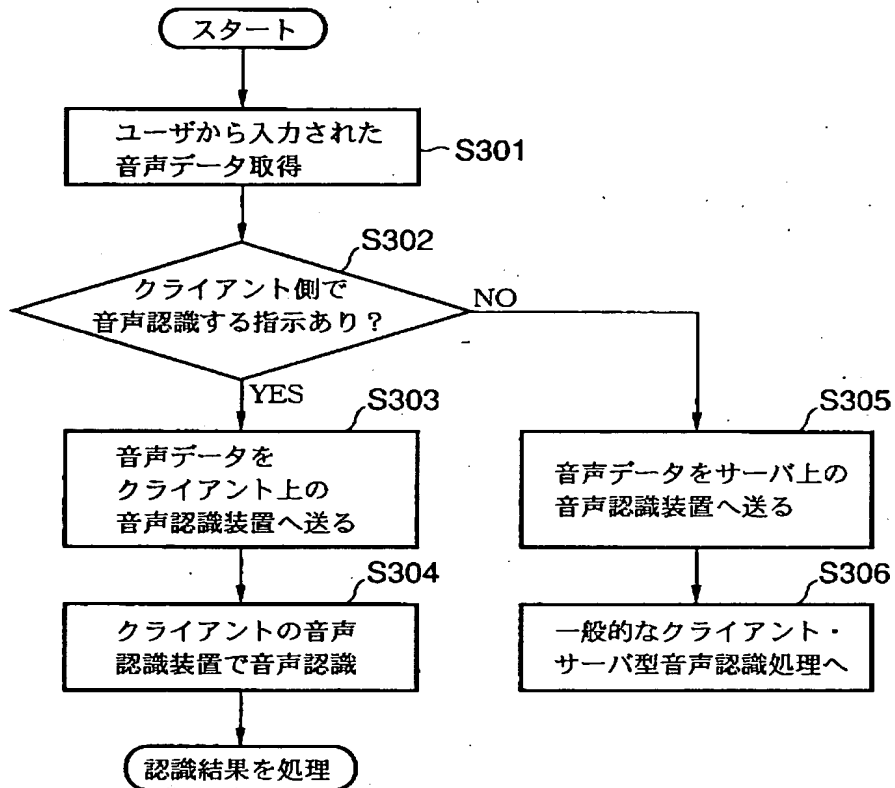 スタート
ユーザから入力された
音声データ取得
S301
S302
クライアント側で
音声認識する指示あり?
NO
YES
S303
音声データを
クライアント上の
音声認識装置へ送る
S305
音声データをサーバ上の
音声認識装置へ送る
S304
クライアントの音声
認識装置で音声認識
S306
一般的なクライアント・
サーバ型音声認識処理へ
認識結果を処理